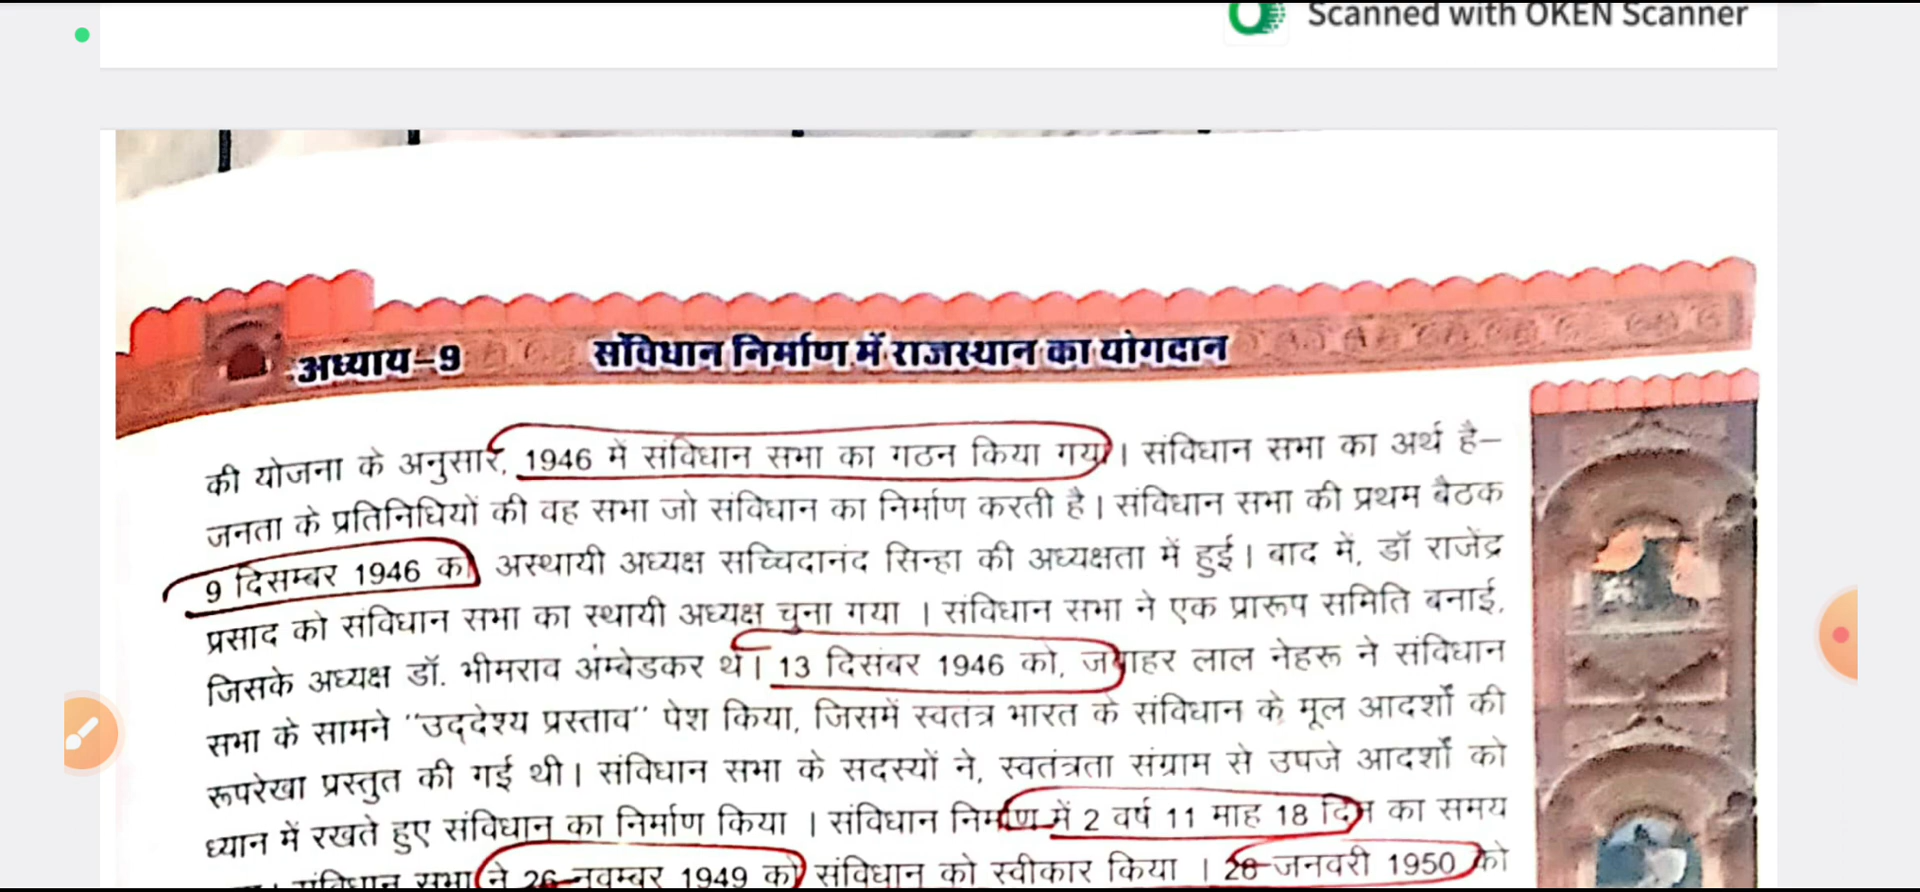 Scanned with OKEN Scanner
अध्याय-9 संविधान निर्माण में राजस्थान का योगदान
की योजना के अनुसार, 1946 में संविधान सभा का गठन किया गया। संविधान सभा का अर्थ है–
जनता के प्रतिनिधियों की वह सभा जो संविधान का निर्माण करती है। संविधान सभा की प्रथम बैठक
9 दिसम्बर 1946 को अस्थायी अध्यक्ष सच्चिदानंद सिन्हा की अध्यक्षता में हुई। बाद में, डॉ राजेंद्र
प्रसाद को संविधान सभा का स्थायी अध्यक्ष चुना गया । संविधान सभा ने एक प्रारूप समिति बनाई,
जिसके अध्यक्ष डॉ. भीमराव अंम्बेडकर थे। 13 दिसंबर 1946 को, जवाहर लाल नेहरू ने संविधान
सभा के सामने "उद्देश्य प्रस्ताव" पेश किया, जिसमें स्वतंत्र भारत के संविधान के मूल आदर्शों की
रूपरेखा प्रस्तुत की गई थी। संविधान सभा के सदस्यों ने, स्वतंत्रता संग्राम से उपजे आदर्शों को
ध्यान में रखते हुए संविधान का निर्माण किया । संविधान निर्माण में 2 वर्ष 11 माह 18 दिन का समय
संविधान सभा ने 26 नवम्बर 1949 को संविधान को स्वीकार किया । 26 जनवरी 1950 को